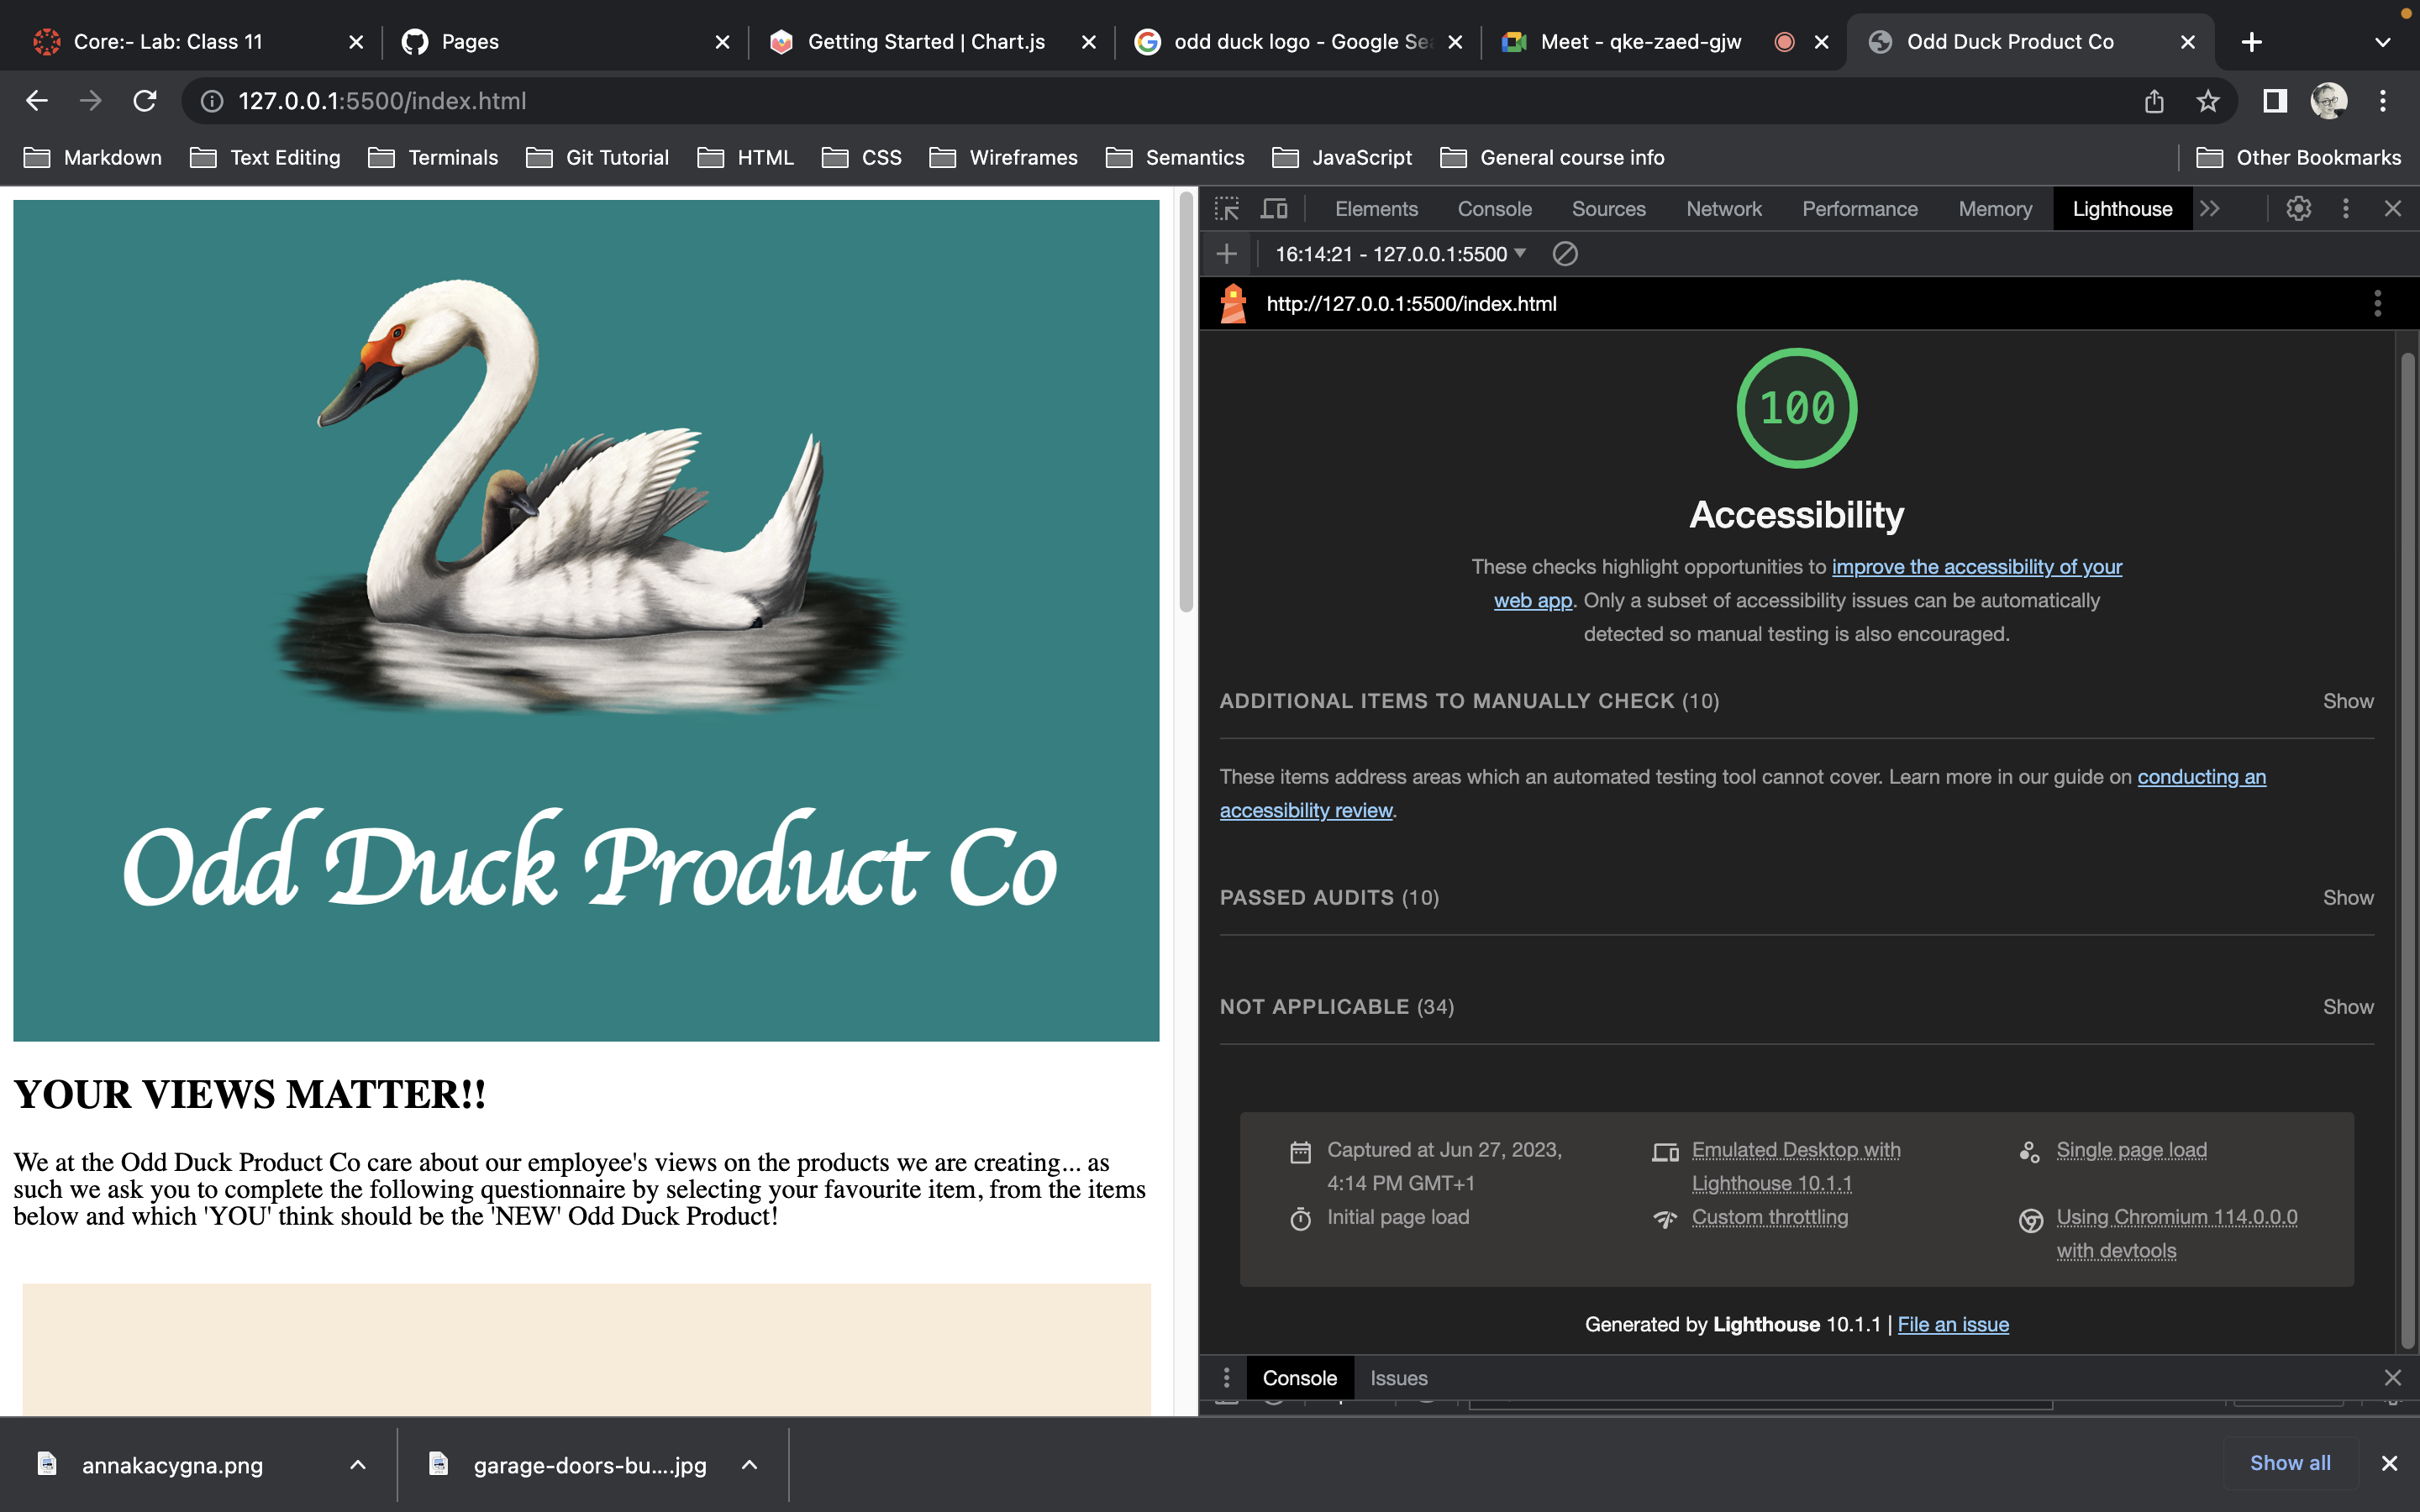 Core:- Lab: Class 11
Pages
Getting Started | Chart.js
odd duck logo - Google Se
Meet - qke-zaed-gjw
Odd Duck Product Co
127.0.0.1:5500/index.html
Markdown
Text Editing
Terminals
Git Tutorial
HTML
CSS
Wireframes
Semantics
JavaScript
General course info
Other Bookmarks
Odd Duck Product Co
YOUR VIEWS MATTER!!
We at the Odd Duck Product Co care about our employee's views on the products we are creating... as
such we ask you to complete the following questionnaire by selecting your favourite item, from the items
below and which 'YOU' think should be the 'NEW' Odd Duck Product!
Elements
Console
Sources
Network
Performance
Memory
Lighthouse
16:14:21 - 127.0.0.1:5500
http://127.0.0.1:5500/index.html
100
Accessibility
These checks highlight opportunities to improve the accessibility of your
web app. Only a subset of accessibility issues can be automatically
detected so manual testing is also encouraged.
ADDITIONAL ITEMS TO MANUALLY CHECK (10)
Show
These items address areas which an automated testing tool cannot cover. Learn more in our guide on conducting an
accessibility review.
PASSED AUDITS (10)
Show
NOT APPLICABLE (34)
Show
Captured at Jun 27, 2023,
4:14 PM GMT+1
Emulated Desktop with
Lighthouse 10.1.1
Single page load
Initial page load
Custom throttling
Using Chromium 114.0.0.0
with devtools
Generated by Lighthouse 10.1.1 | File an issue
Console
Issues
annakacygna.png
garage-doors-bu....jpg
Show all